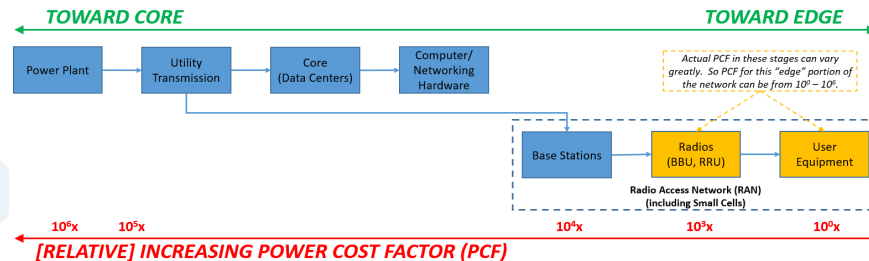 TOWARD CORE
TOWARD EDGE
Power Plant
Utility
Transmission
Core
(Data Centers)
Computer/
Networking
Hardware
Actual PCF in these stages can vary
greatly. So PCF for this “edge” portion of
the network can be from 10⁰ – 10⁶.
Base Stations
Radios
(BBU, RRU)
User
Equipment
Radio Access Network (RAN)
(including Small Cells)
10⁶x
10⁵x
10⁴x
10³x
10⁰x
[RELATIVE] INCREASING POWER COST FACTOR (PCF)